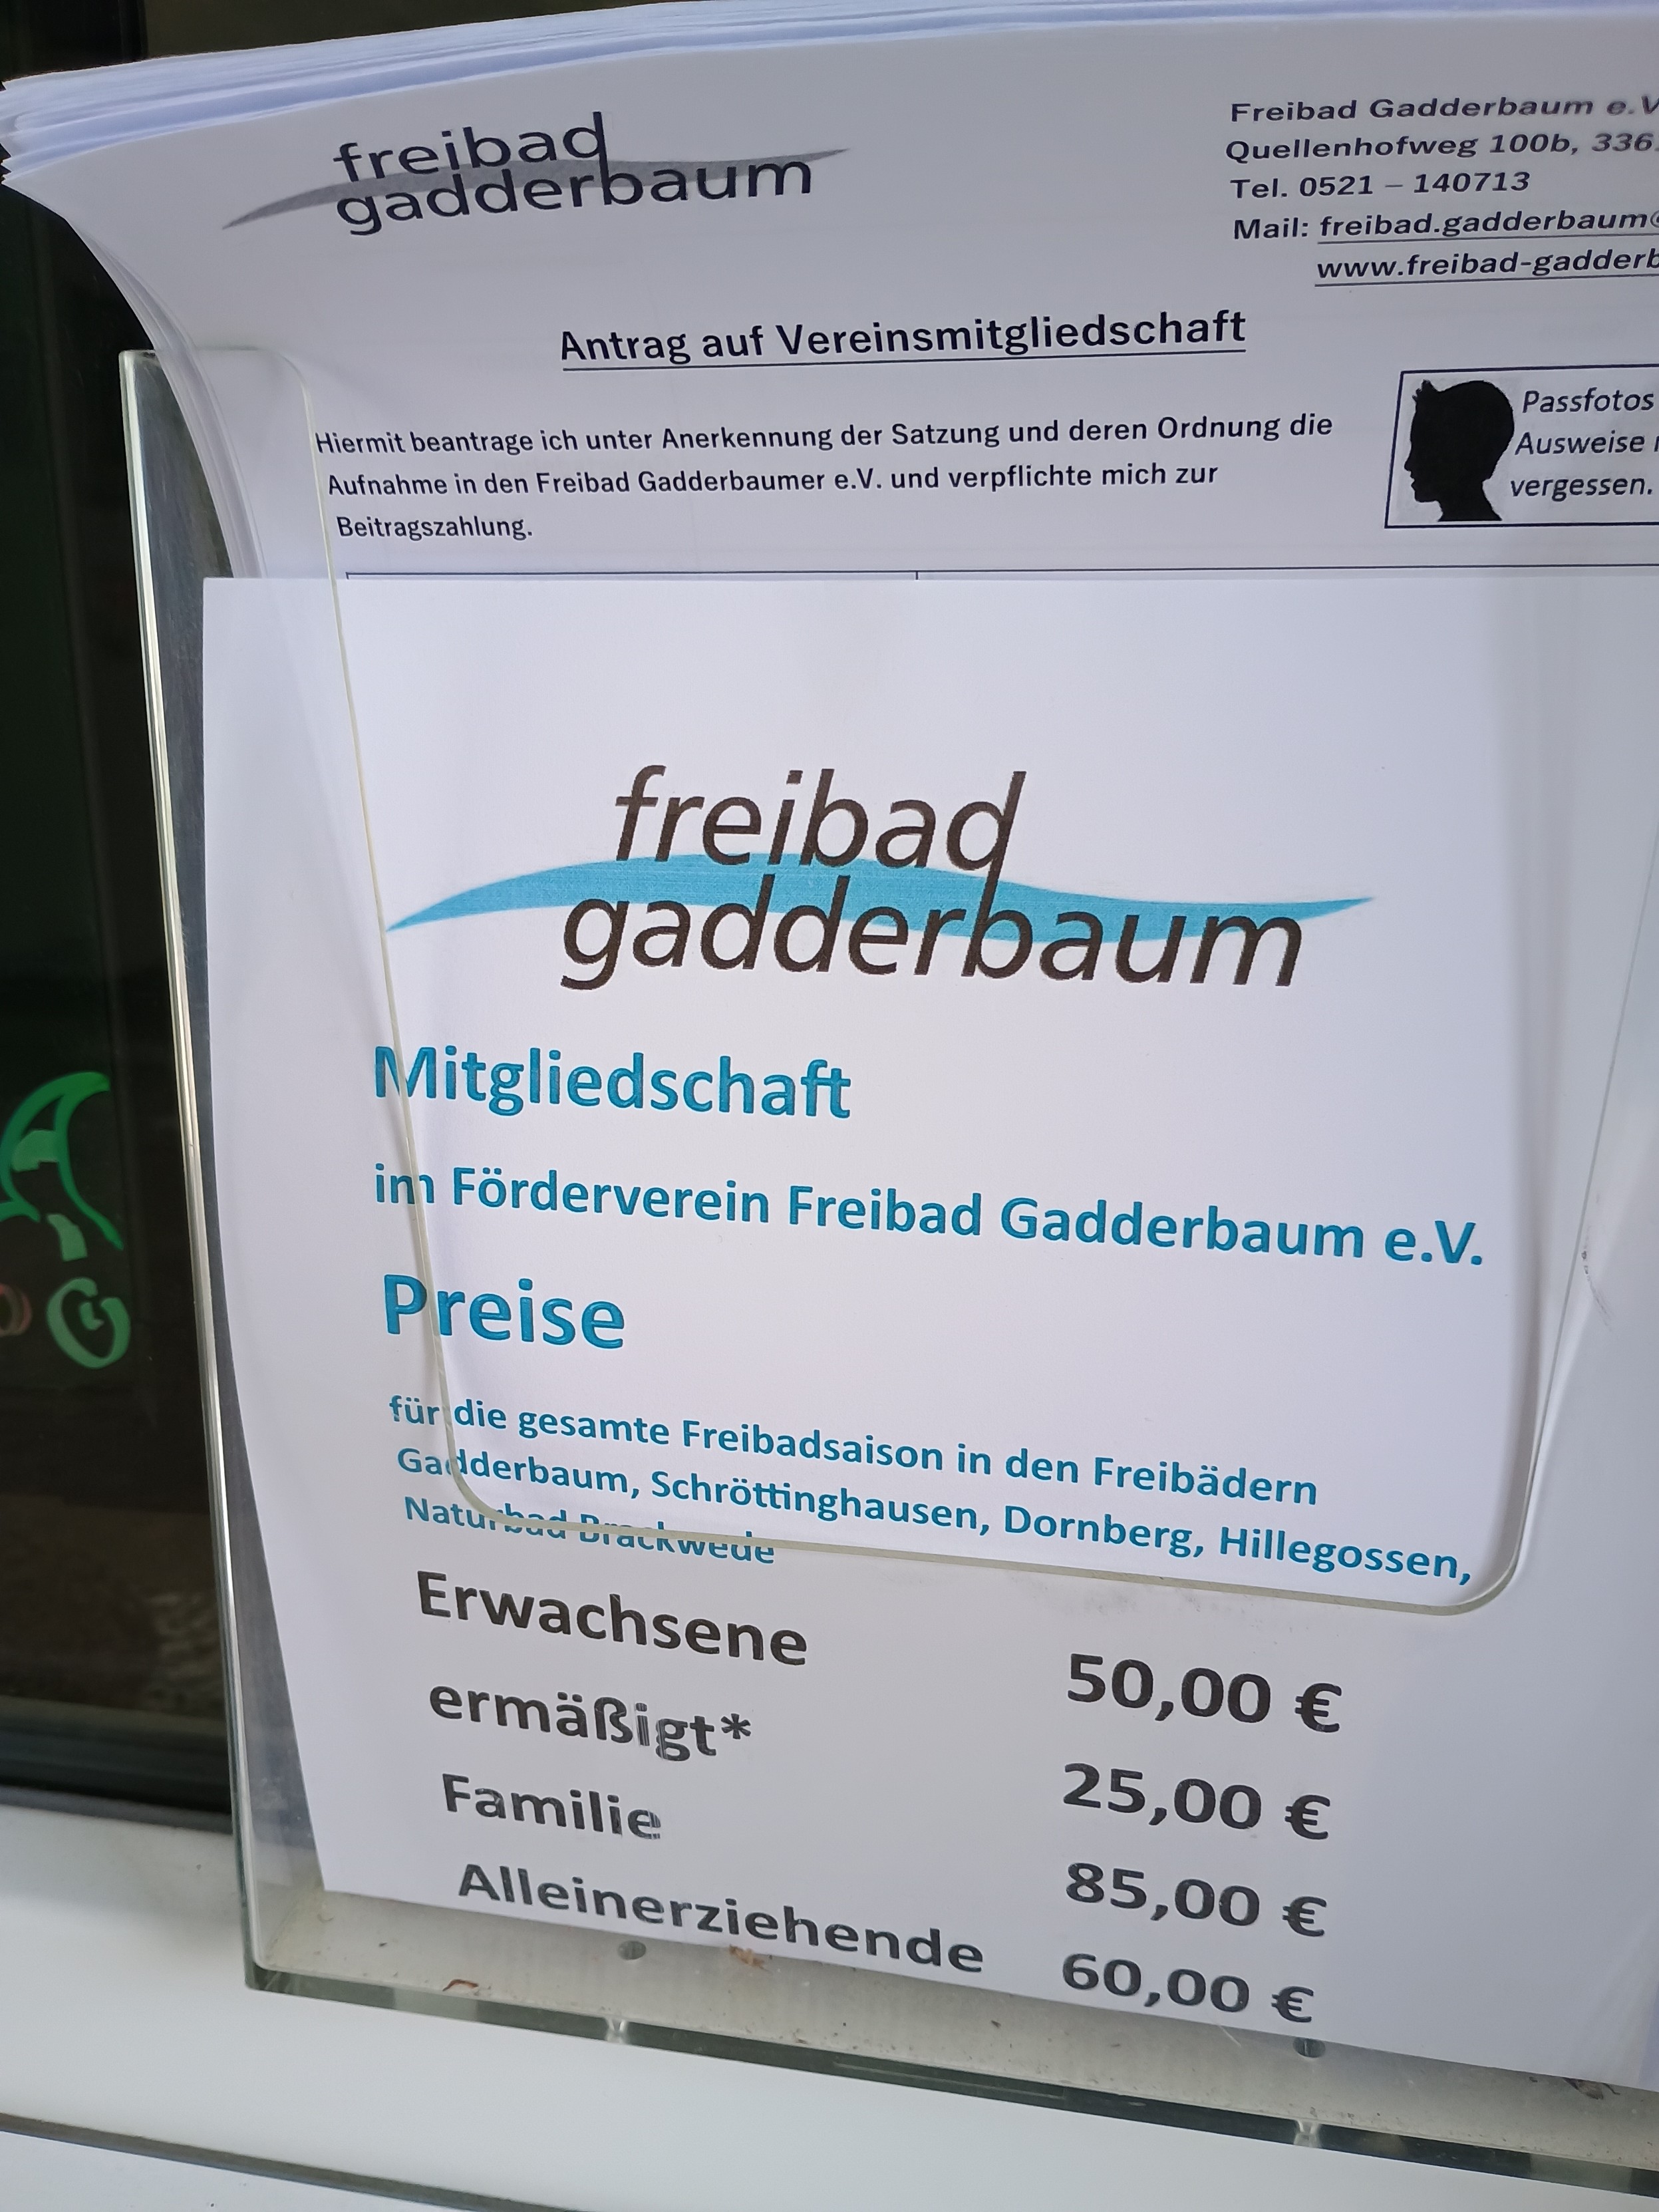 freibad
gadderbaum
Freibad Gadderbaum e.V
Quellenhofweg 100b, 336
Tel. 0521 – 140713
Mail: freibad.gadderbaum@
www.freibad-gadderb
Antrag auf Vereinsmitgliedschaft
Hiermit beantrage ich unter Anerkennung der Satzung und deren Ordnung die
Aufnahme in den Freibad Gadderbaumer e.V. und verpflichte mich zur
Beitragszahlung.
Passfotos
Ausweise
vergessen.
freibad
gadderbaum
Mitgliedschaft
im Förderverein Freibad Gadderbaum e.V.
Preise
für die gesamte Freibadsaison in den Freibädern
Gadderbaum, Schröttinghausen, Dornberg, Hillegossen,
Naturbad Brackwede
Erwachsene 50,00 €
ermäßigt* 25,00 €
Familie 85,00 €
Alleinerziehende 60,00 €